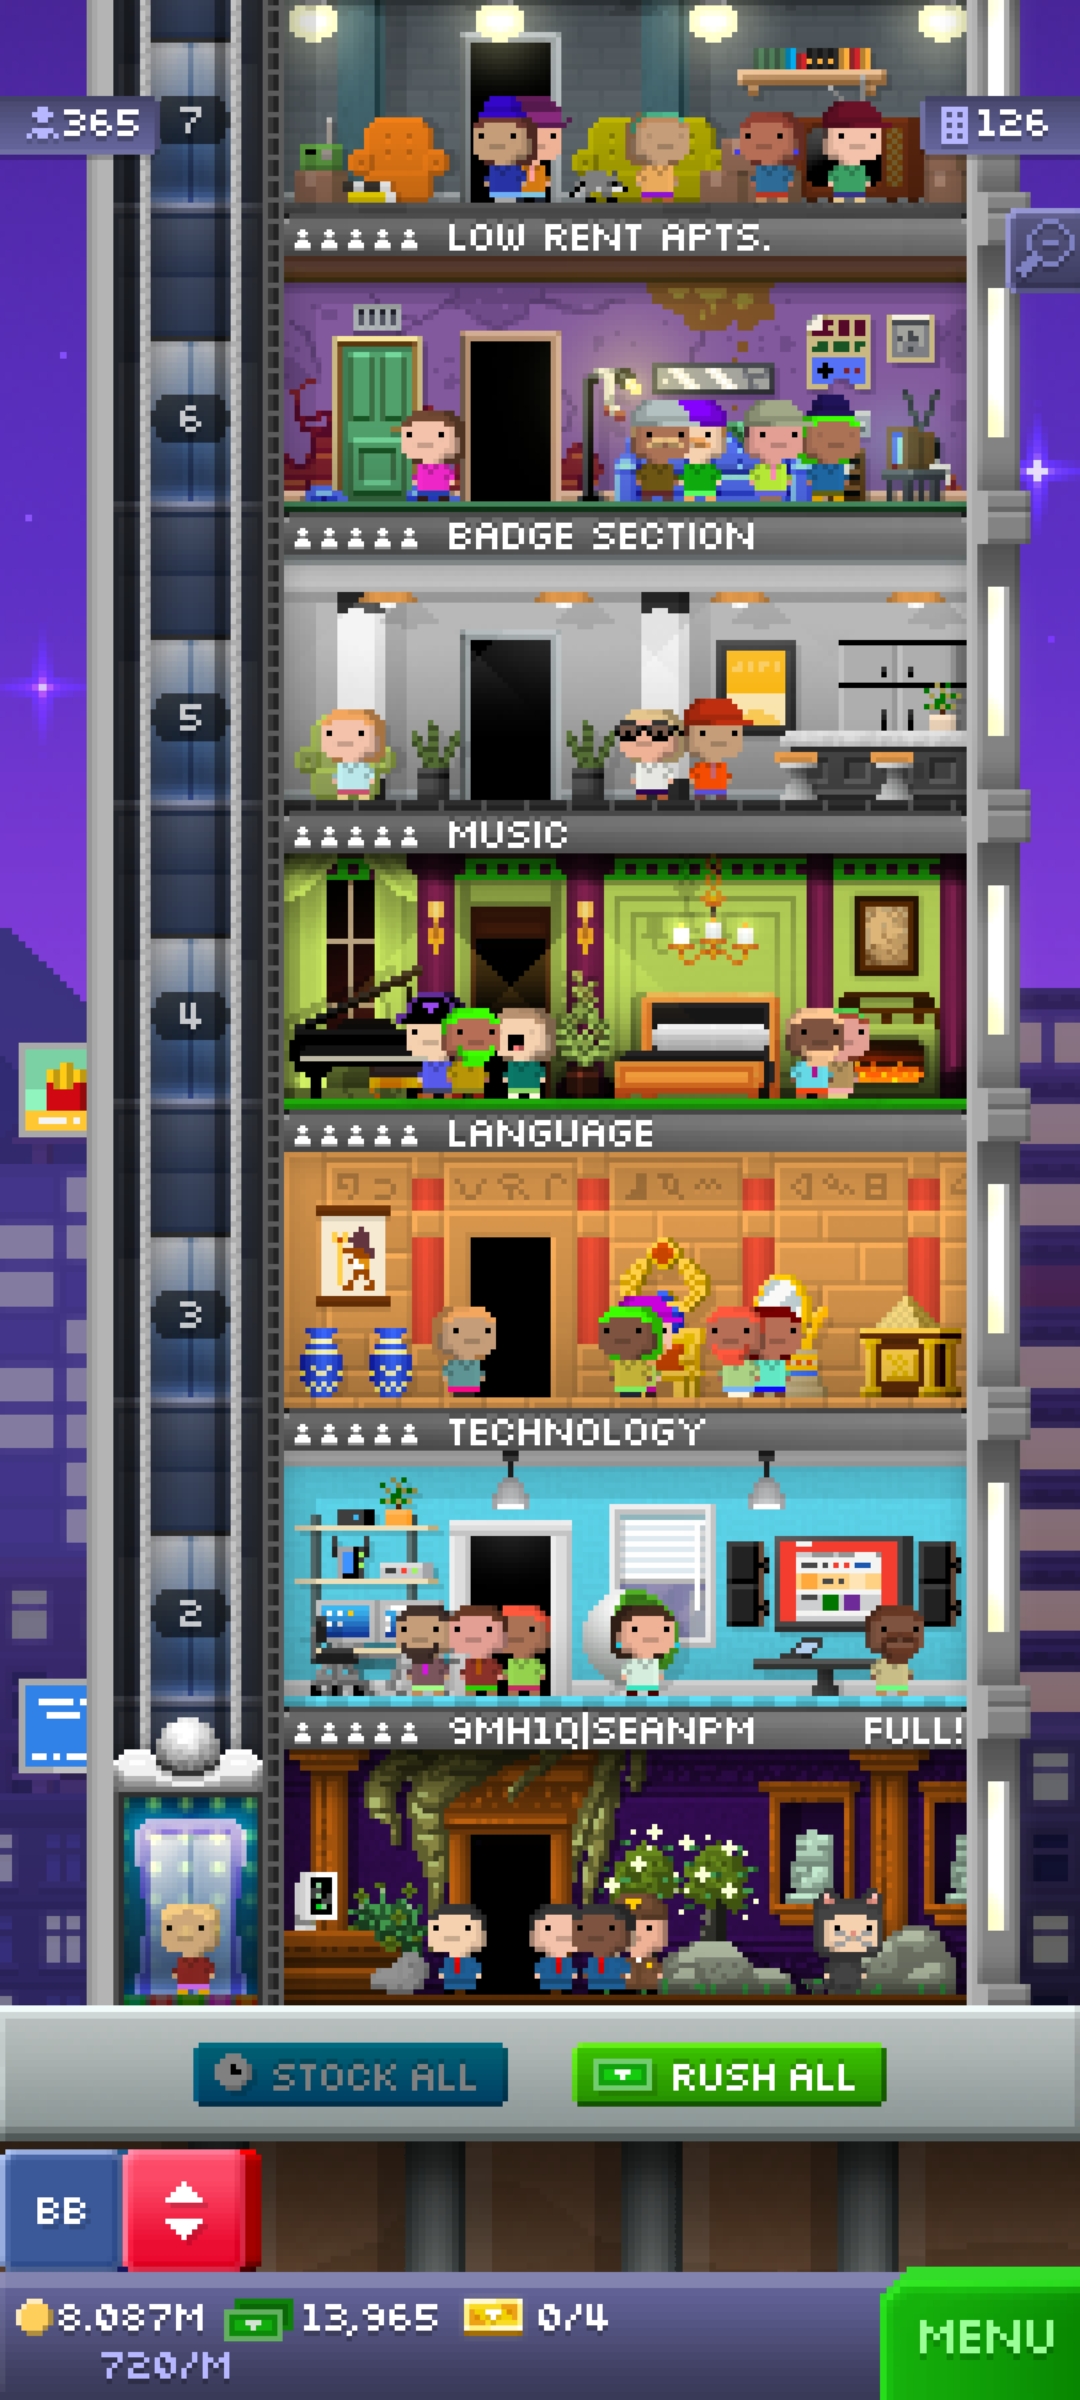 365
7
126
LOW RENT APTS.
6
BADGE SECTION
5
MUSIC
4
LANGUAGE
3
TECHNOLOGY
2
9MH1Q|SEANPM FULL!
STOCK ALL
RUSH ALL
BB
8.087M 13,965 0/4
720/M
MENU